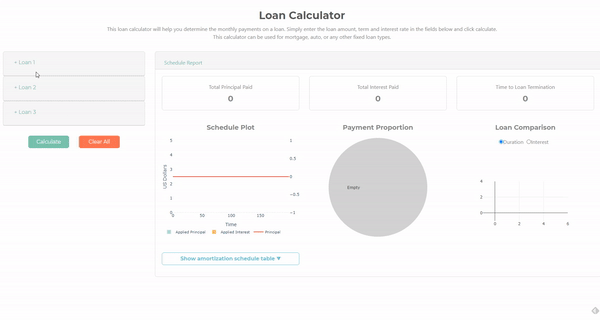 Loan Calculator
This loan calculator will help you determine the monthly payments on a loan. Simply enter the loan amount, term and interest rate in the fields below and click calculate.
This calculator can be used for mortgage, auto, or any other fixed loan types.
+ Loan 1
+ Loan 2
+ Loan 3
Calculate
Clear All
Schedule Report
Total Principal Paid
0
Total Interest Paid
0
Time to Loan Termination
0
Schedule Plot
US Dollars
5
4
3
2
1
0
1
0.5
0
−0.5
−1
0
50
100
150
Time
Applied Principal
Applied Interest
Principal
Payment Proportion
Empty
Loan Comparison
Duration
Interest
4
2
0
0
2
4
6
Show amortization schedule table ▼